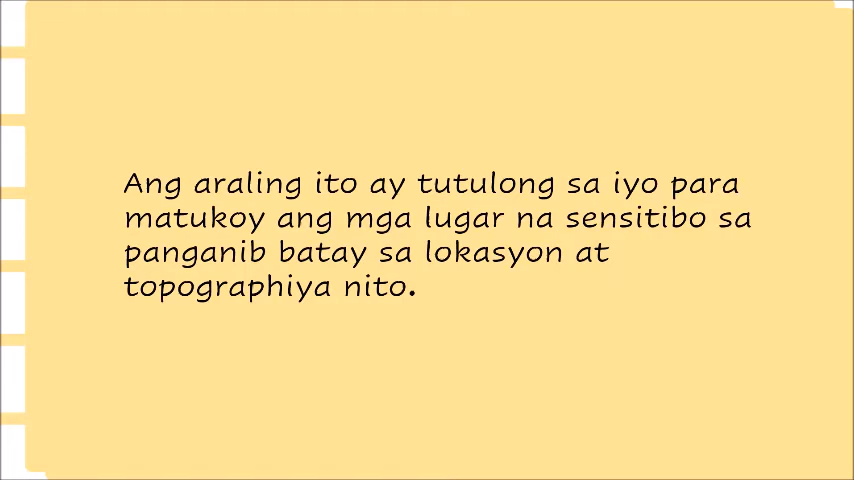 Ang araling ito ay tutulong sa iyo para
matukoy ang mga lugar na sensitibo sa
panganib batay sa lokasyon at
topographiya nito.